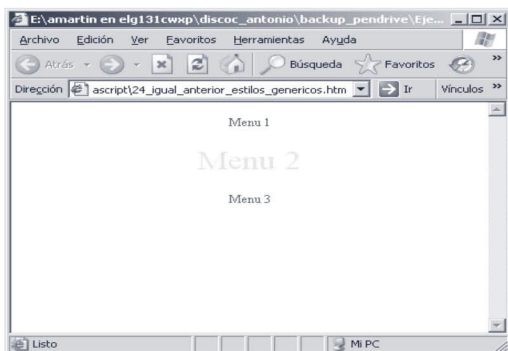 E:\amartin en elg131cwxp\discoc_antonio\backup_pendrive\Eje...
Archivo Edición Ver Favoritos Herramientas Ayuda
Atrás Búsqueda Favoritos »
Dirección ascript\24_igual_anterior_estilos_genericos.htm Ir Vínculos »
Menu 1
Menu 2
Menu 3
Listo Mi PC